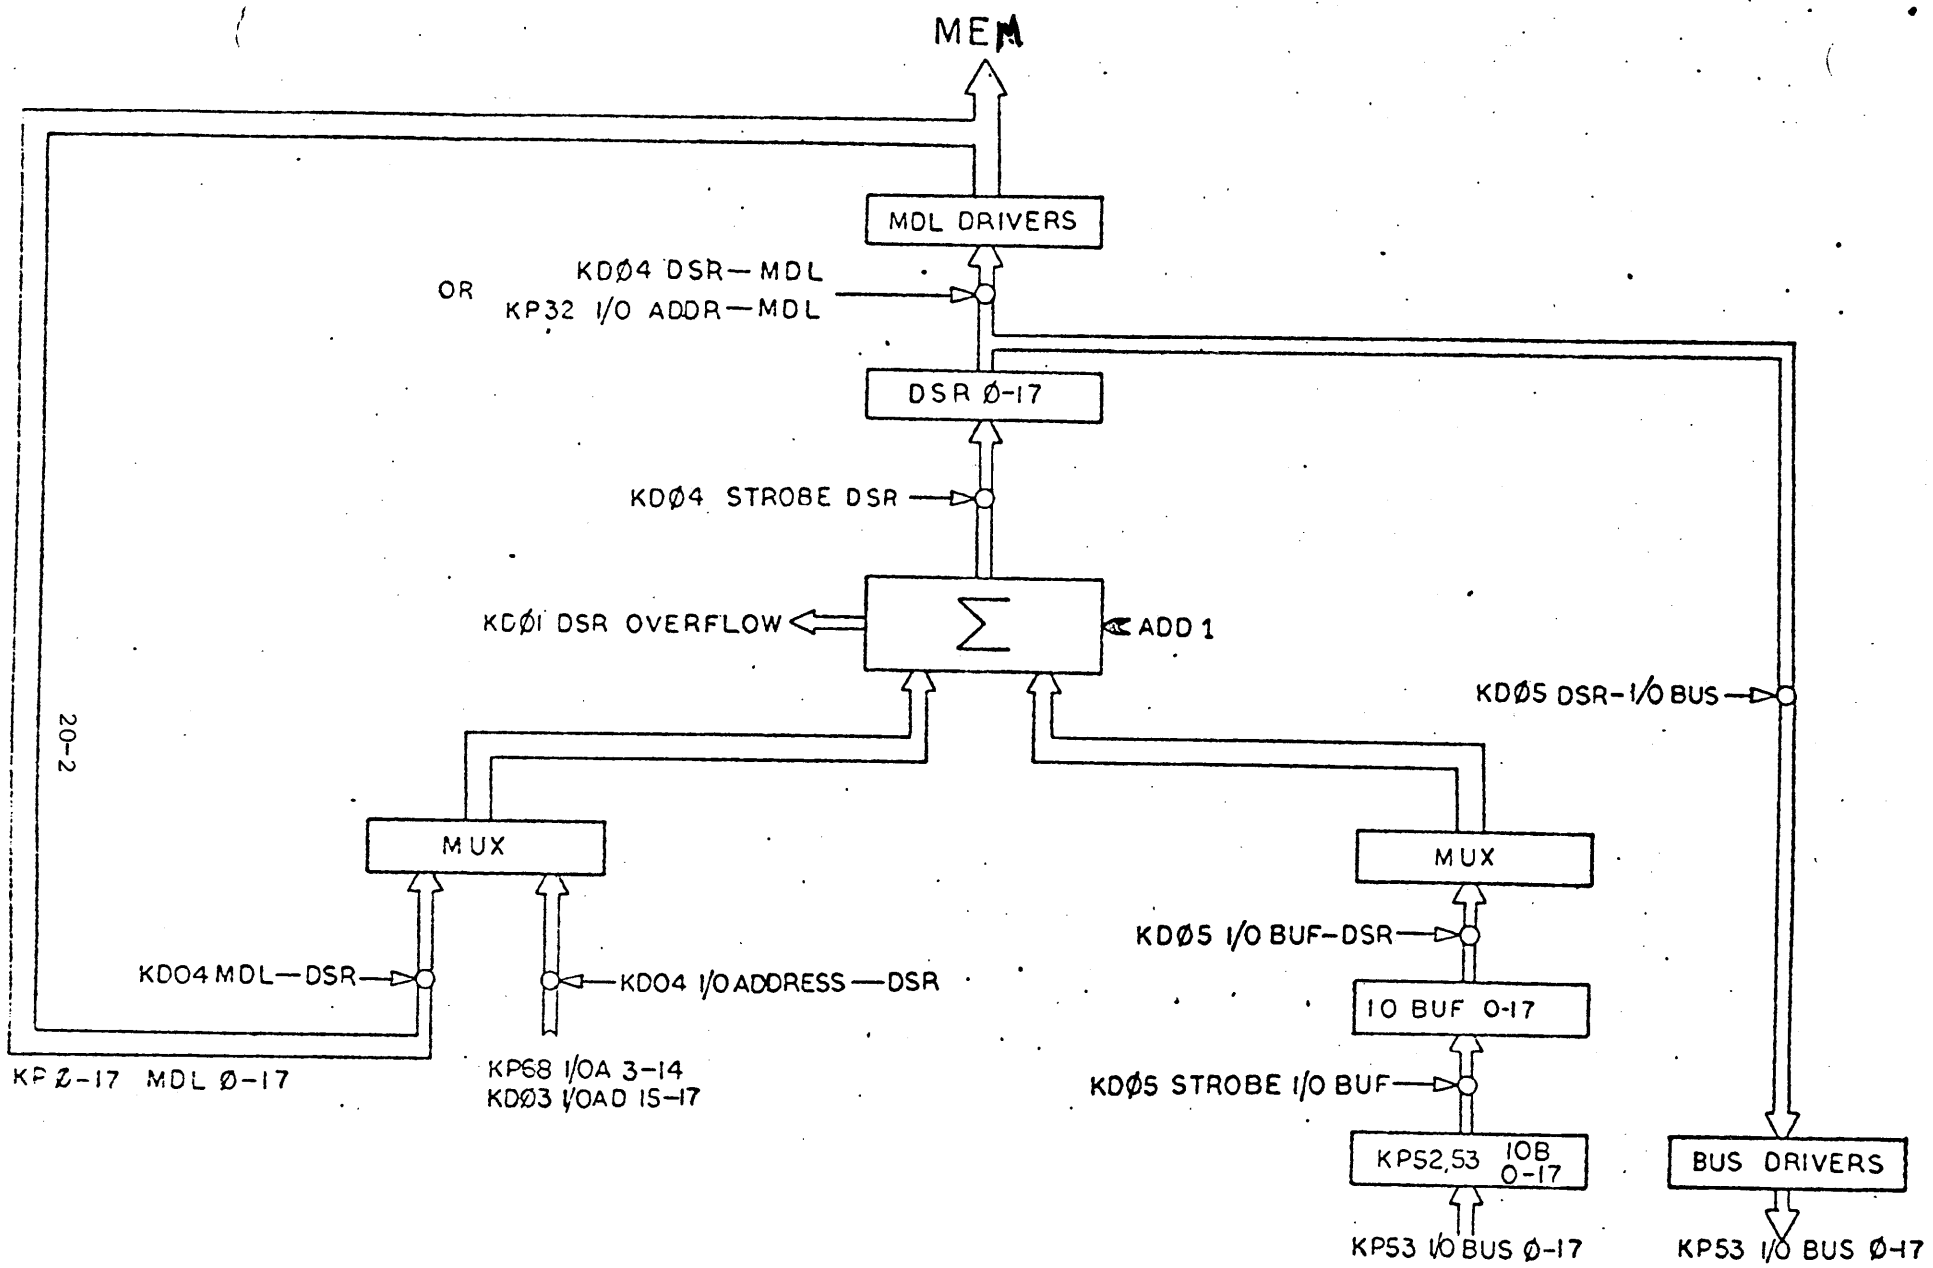 MEM
MDL DRIVERS
KDØ4 DSR—MDL
OR
KP32 I/O ADDR—MDL
DSR Ø-17
KDØ4 STROBE DSR
KDØ1 DSR OVERFLOW
Σ
ADD 1
KDØ5 DSR-I/O BUS
20-2
MUX
MUX
KDØ5 I/O BUF-DSR
KDO4 MDL—DSR
KDO4 I/O ADDRESS—DSR
IO BUF 0-17
KP68 I/OA 3-14
KDØ3 I/OAD 15-17
MDL Ø-17
KDØ5 STROBE I/O BUF
KP52,53 IOB
0-17
BUS DRIVERS
KP53 I/O BUS Ø-17
KP53 I/O BUS Ø-17